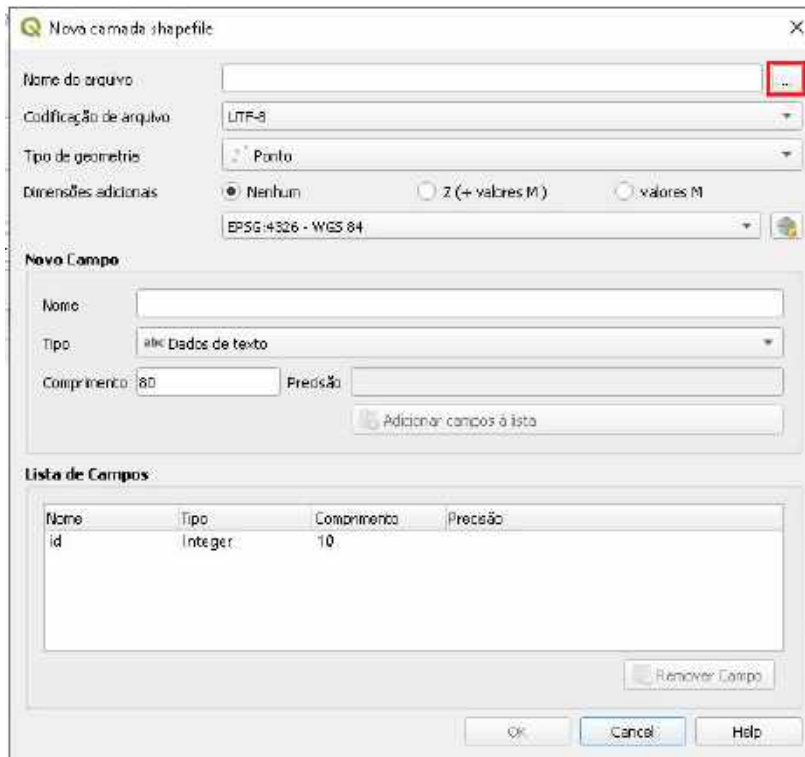 Nova camada shapefile
Nome do arquivo
...
Codificação de arquivo UTF-8
Tipo de geometria Ponto
Dimensões adicionais Nenhum Z (+ valores M) valores M
EPSG:4326 - WGS 84
Novo Campo
Nome
Tipo abc Dados de texto
Comprimento 80 Precisão
Adicionar campos à lista
Lista de Campos
Nome Tipo Comprimento Precisão
id Integer 10
Remover Campo
OK Cancel Help